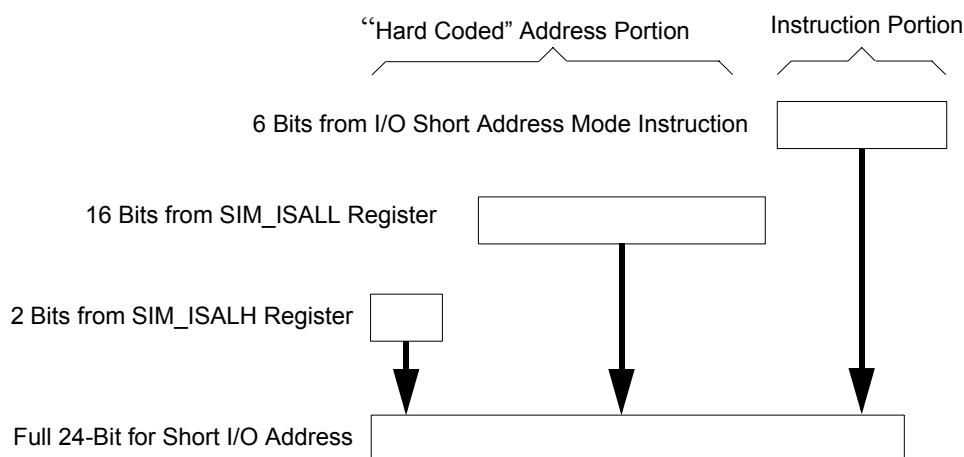 “Hard Coded” Address Portion
Instruction Portion
6 Bits from I/O Short Address Mode Instruction
16 Bits from SIM_ISALL Register
2 Bits from SIM_ISALH Register
Full 24-Bit for Short I/O Address